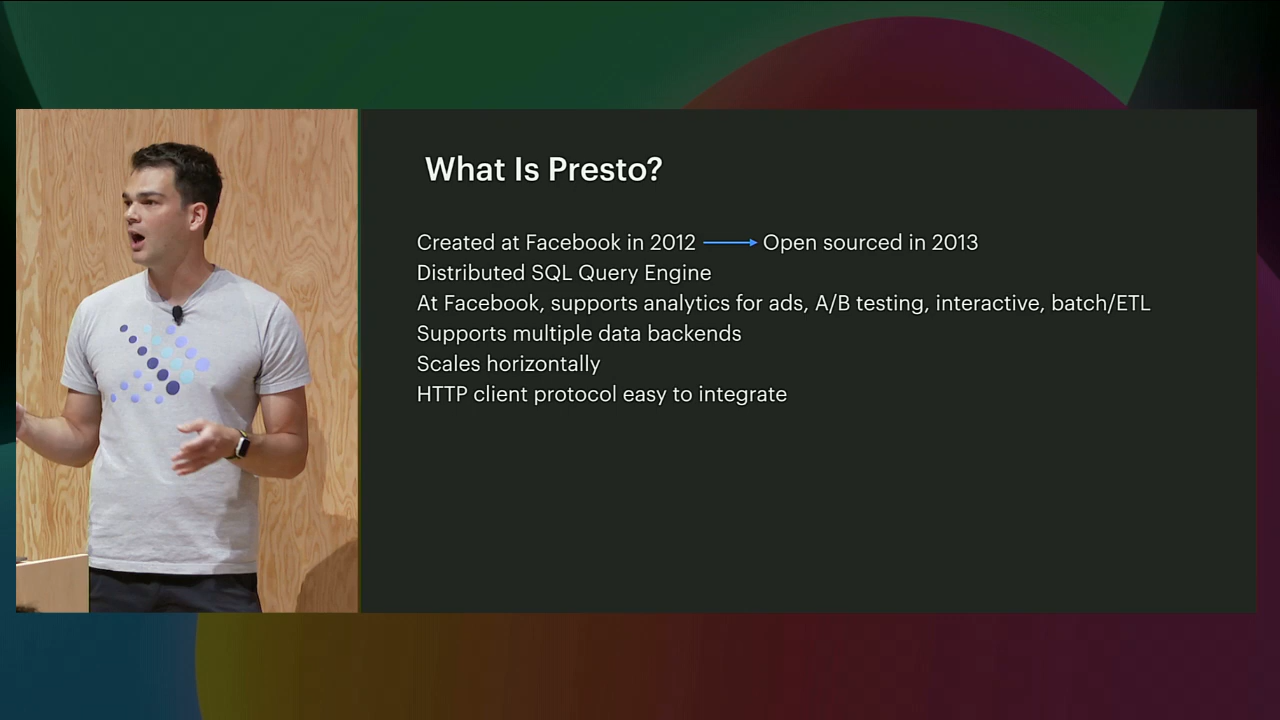 What Is Presto?
Created at Facebook in 2012 → Open sourced in 2013
Distributed SQL Query Engine
At Facebook, supports analytics for ads, A/B testing, interactive, batch/ETL
Supports multiple data backends
Scales horizontally
HTTP client protocol easy to integrate